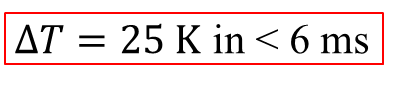 ΔT = 25 K in < 6 ms